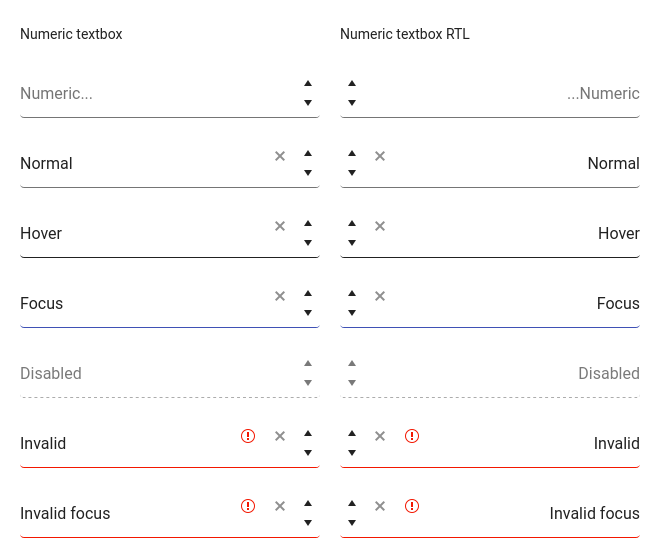 Numeric textbox
Numeric textbox RTL
Numeric...
...Numeric
Normal
Normal
Hover
Hover
Focus
Focus
Disabled
Disabled
Invalid
Invalid
Invalid focus
Invalid focus